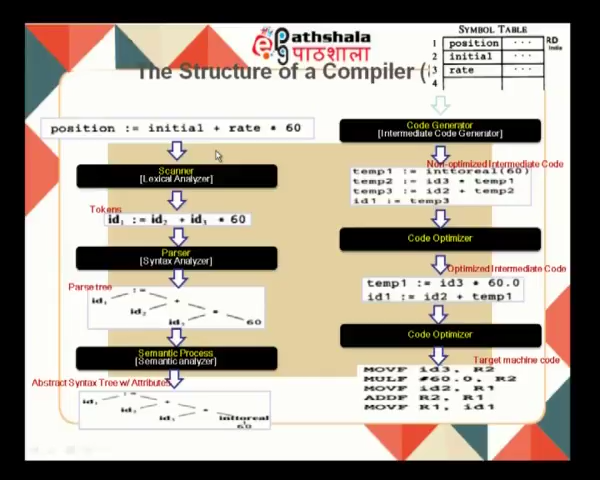 Pathshala
पाठशाला
The Structure of a Compiler (
SYMBOL TABLE
1 position ···
2 initial ···
3 rate ···
4
RD
India
position := initial + rate * 60
Scanner
[Lexical Analyzer]
Tokens
id1 := id2 + id3 * 60
Parser
[Syntax Analyzer]
Parse tree
:=
id1 +
id2 *
id3 60
Semantic Process
[Semantic analyzer]
Abstract Syntax Tree w/ Attributes
:=
id1 +
id2 *
id3 inttoreal
60
Code Generator
[Intermediate Code Generator]
Non-optimized Intermediate Code
temp1 := inttoreal(60)
temp2 := id3 * temp1
temp3 := id2 + temp2
id1 := temp3
Code Optimizer
Optimized Intermediate Code
temp1 := id3 * 60.0
id1 := id2 + temp1
Code Optimizer
Target machine code
MOVF id3, R2
MULF #60.0, R2
MOVF id2, R1
ADDF R2, R1
MOVF R1, id1